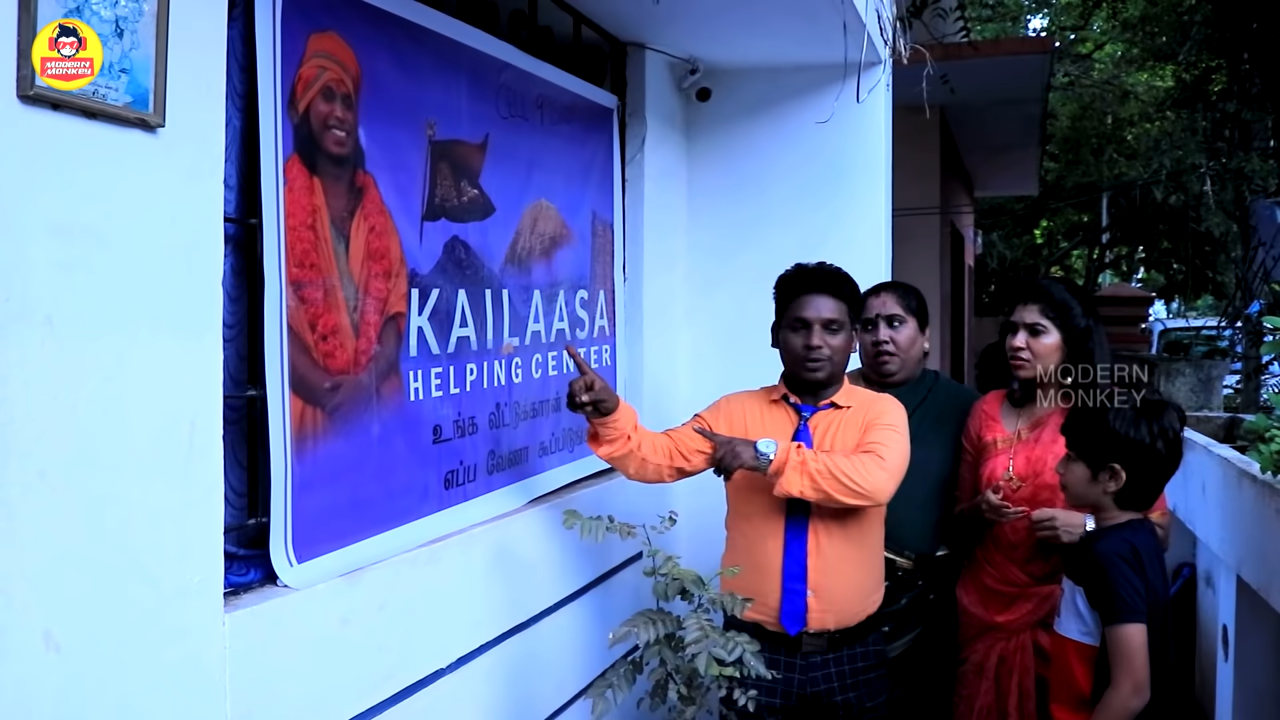 MODERN
MONKEY
KAILAASA
HELPING CENTER
உங்க வீட்டுக்காரன்
எப்ப வேணா
MODERN
MONKEY